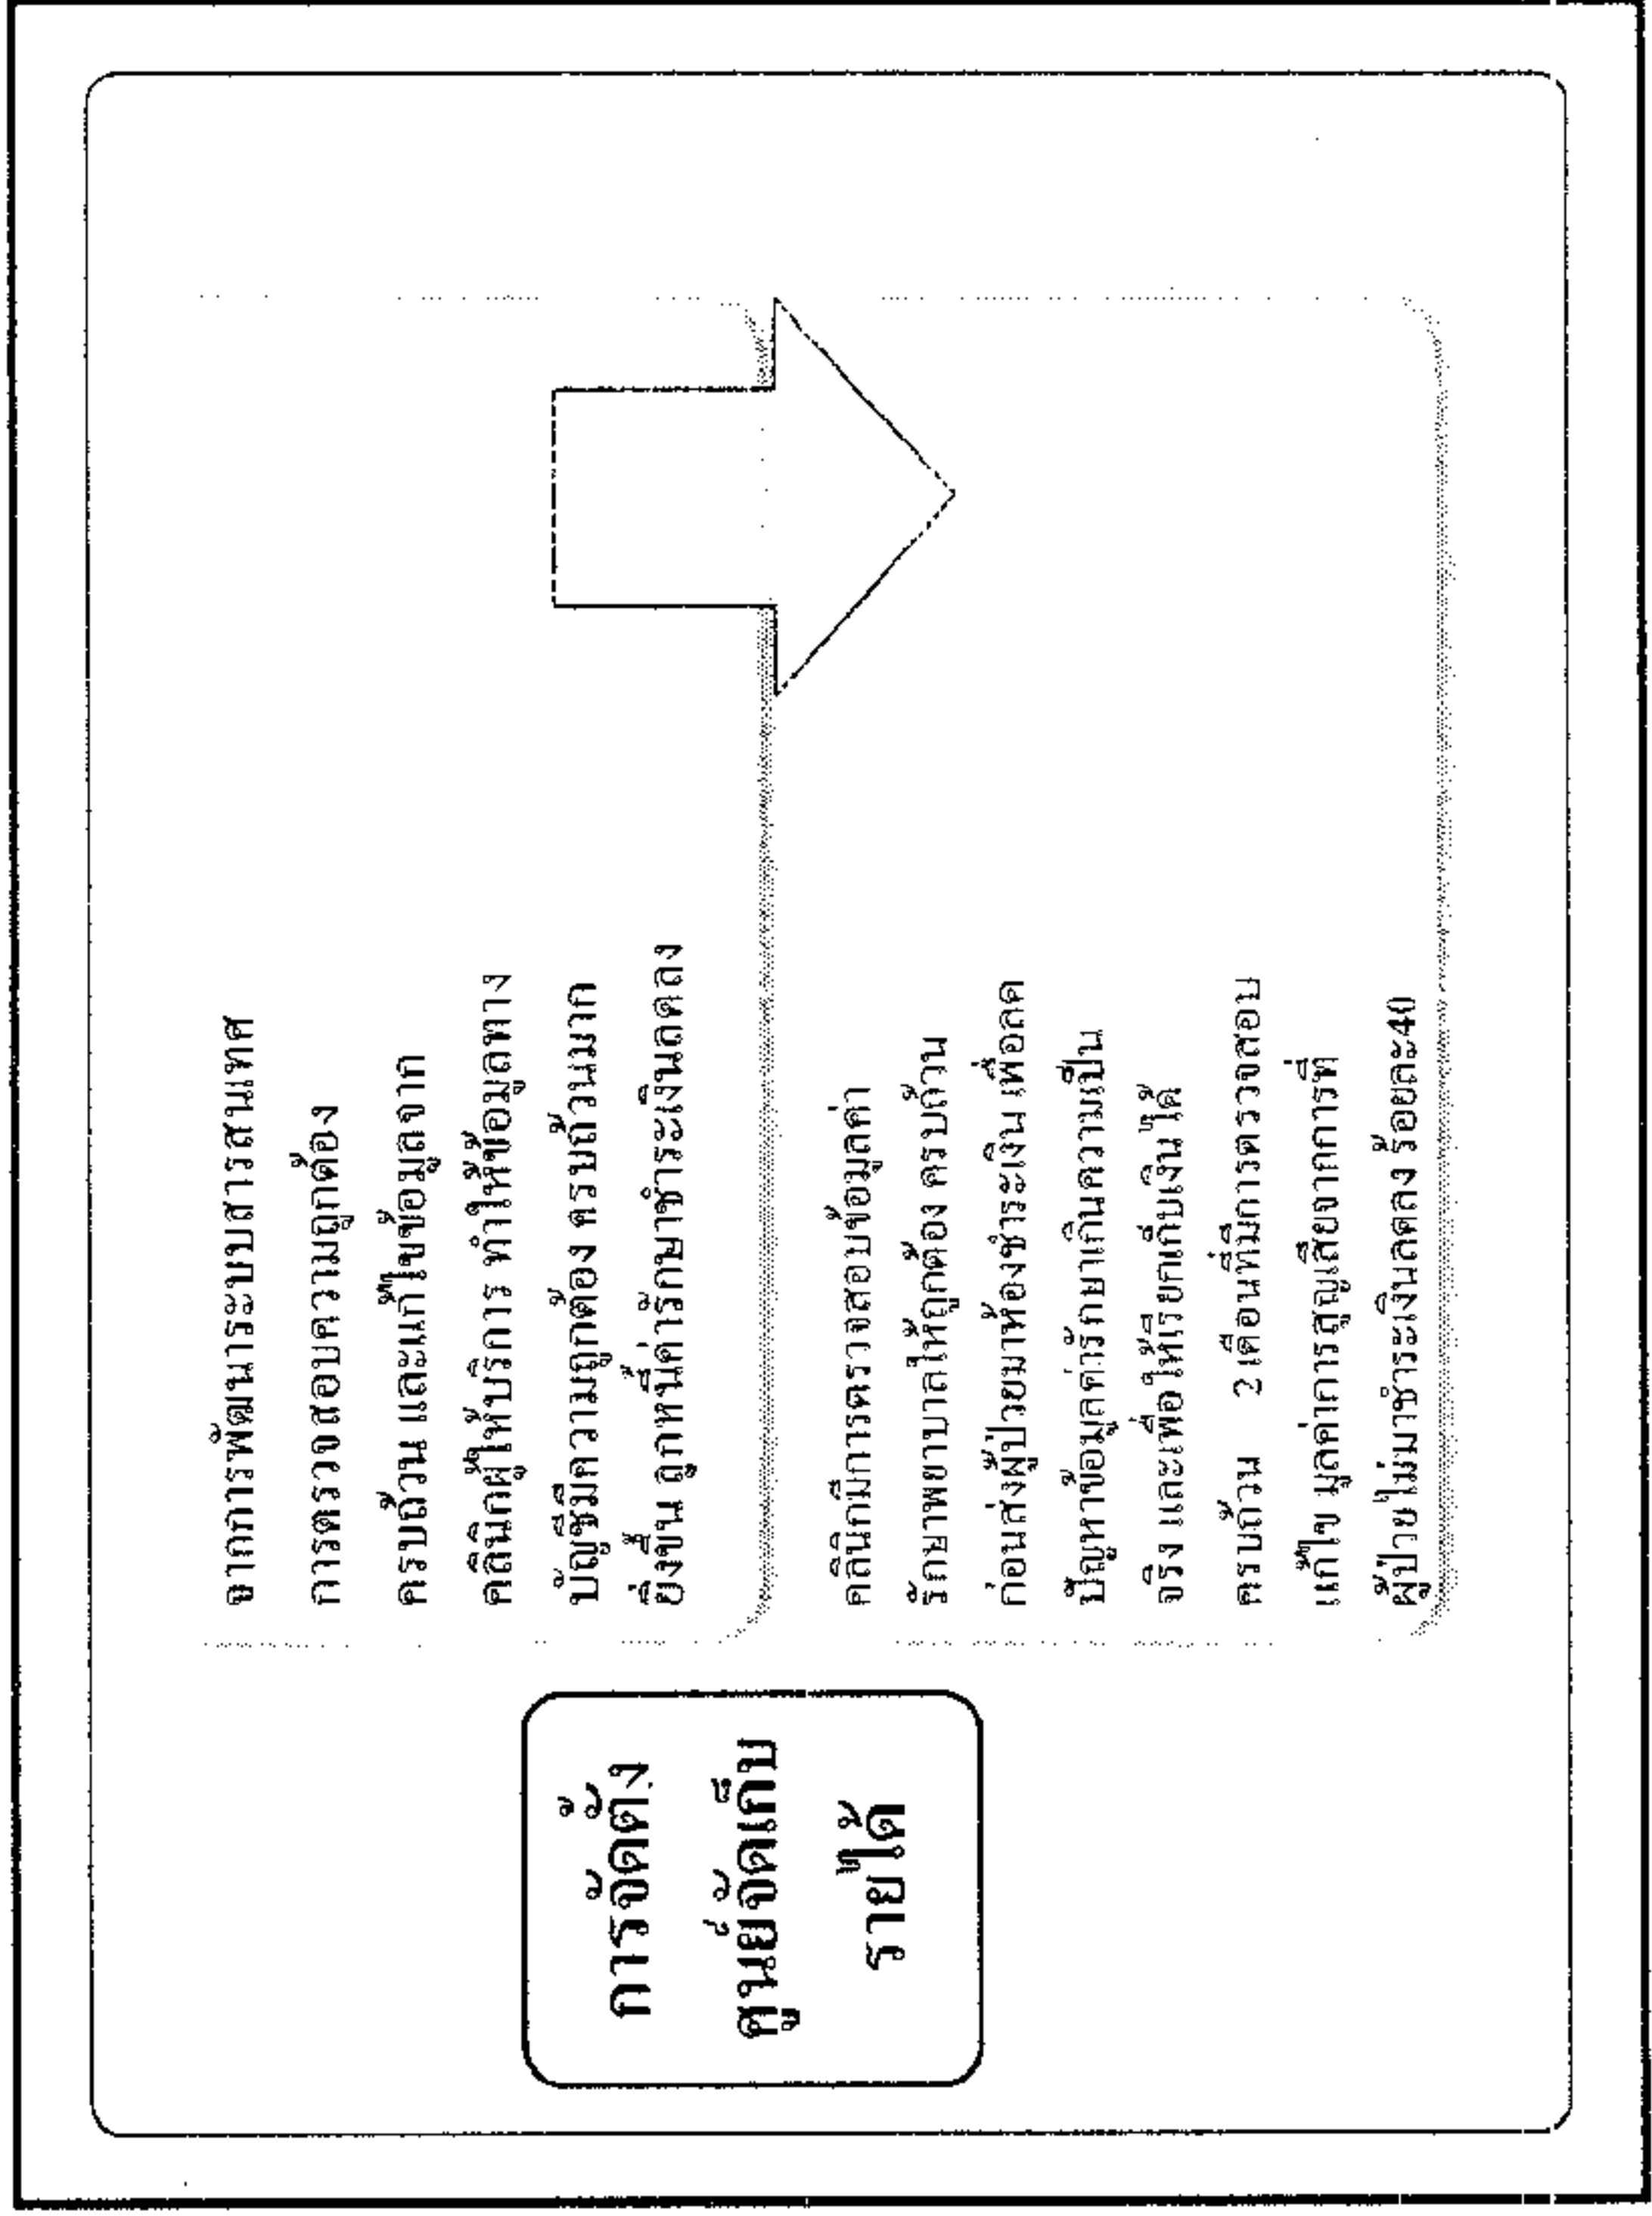 การจัดตั้ง
ศูนย์จัดเก็บ
รายได้
จากการพัฒนาระบบสารสนเทศ
การตรวจสอบความถูกต้อง
ครบถ้วน และแก้ไขข้อมูลจาก
คลินิกผู้ให้บริการ ทำให้ข้อมูลทาง
บัญชีมีความถูกต้อง ครบถ้วนมาก
ยิ่งขึ้น ลูกหนี้ค่ารักษาชำระเงินลดลง
คลินิกมีการตรวจสอบข้อมูลค่า
รักษาพยาบาลให้ถูกต้อง ครบถ้วน
ก่อนส่งผู้ป่วยมาห้องชำระเงิน เพื่อลด
ปัญหาข้อมูลค่ารักษาเกินความเป็น
จริง และเพื่อให้เรียกเก็บเงินได้
ครบถ้วน 2 เดือนที่มีการตรวจสอบ
แก้ไข มูลค่าการสูญเสียจากการที่
ผู้ป่วยไม่มาชำระเงินลดลง ร้อยละ40